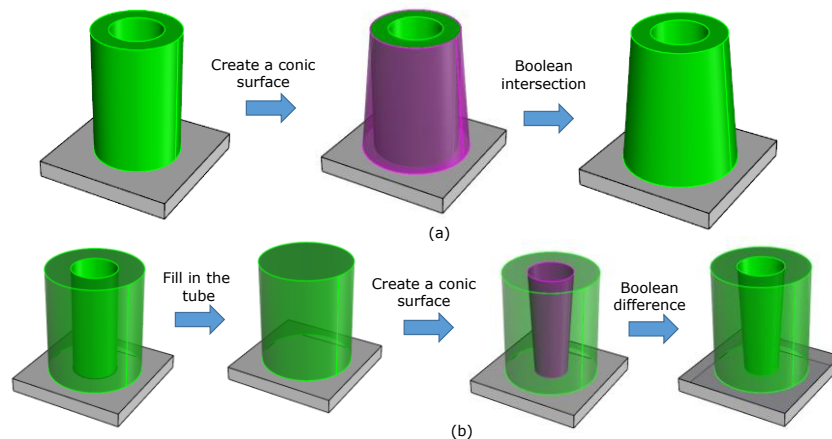 Create a conic
surface
Boolean
intersection
(a)
Fill in the
tube
Create a conic
surface
Boolean
difference
(b)